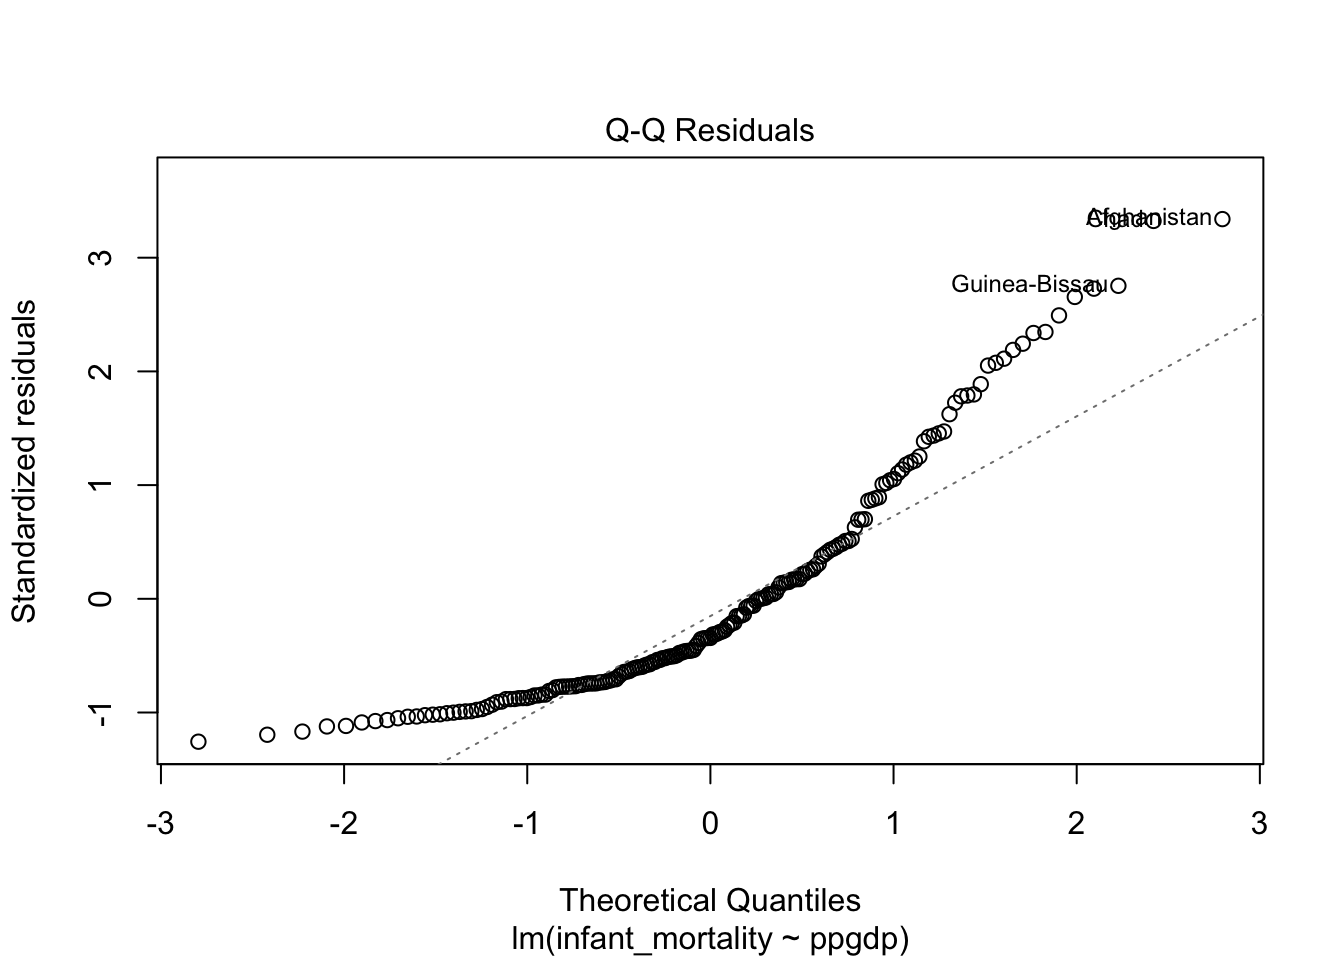 Q-Q Residuals
Afghanistan
Chad
Guinea-Bissau
Standardized residuals
3
2
1
0
-1
-3
-2
-1
0
1
2
3
Theoretical Quantiles
lm(infant_mortality ~ ppgdp)